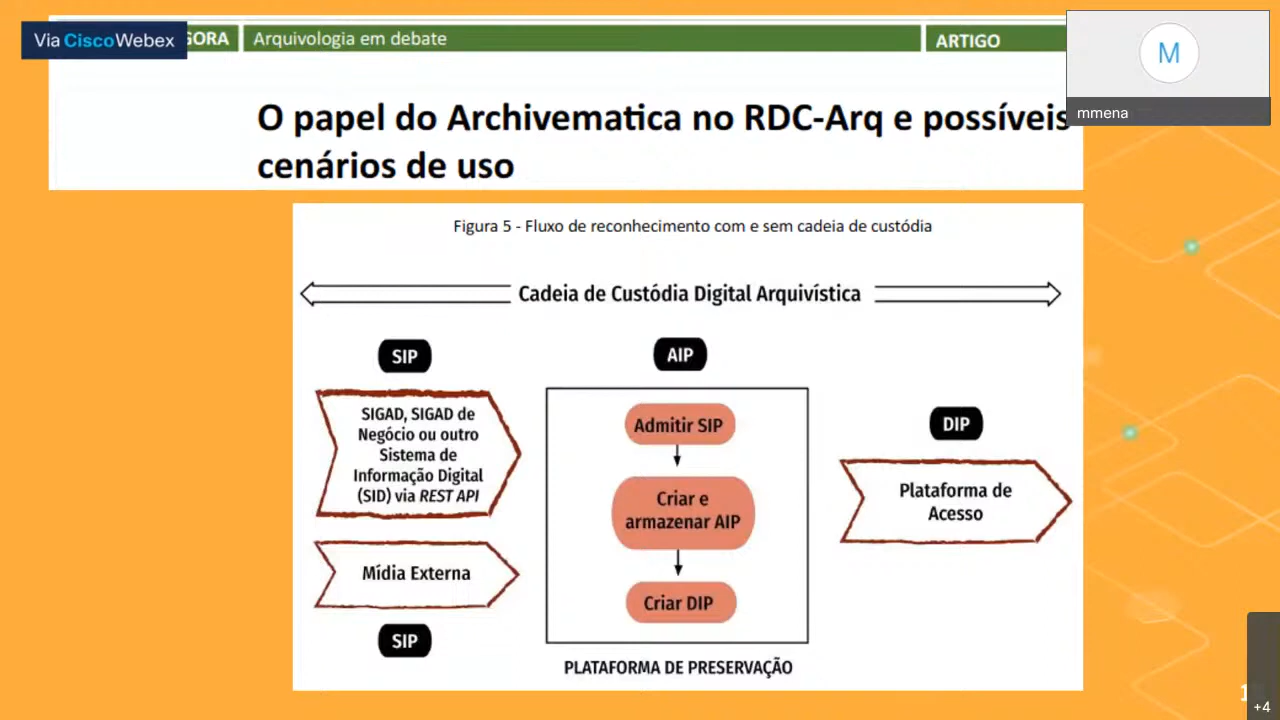 Via CiscoWebex
GORA
Arquivologia em debate
ARTIGO
M
mmena
O papel do Archivematica no RDC-Arq e possíveis
cenários de uso
Figura 5 - Fluxo de reconhecimento com e sem cadeia de custódia
Cadeia de Custódia Digital Arquivística
SIP
SIGAD, SIGAD de
Negócio ou outro
Sistema de
Informação Digital
(SID) via REST API
Mídia Externa
SIP
AIP
Admitir SIP
Criar e
armazenar AIP
Criar DIP
PLATAFORMA DE PRESERVAÇÃO
DIP
Plataforma de
Acesso
+4